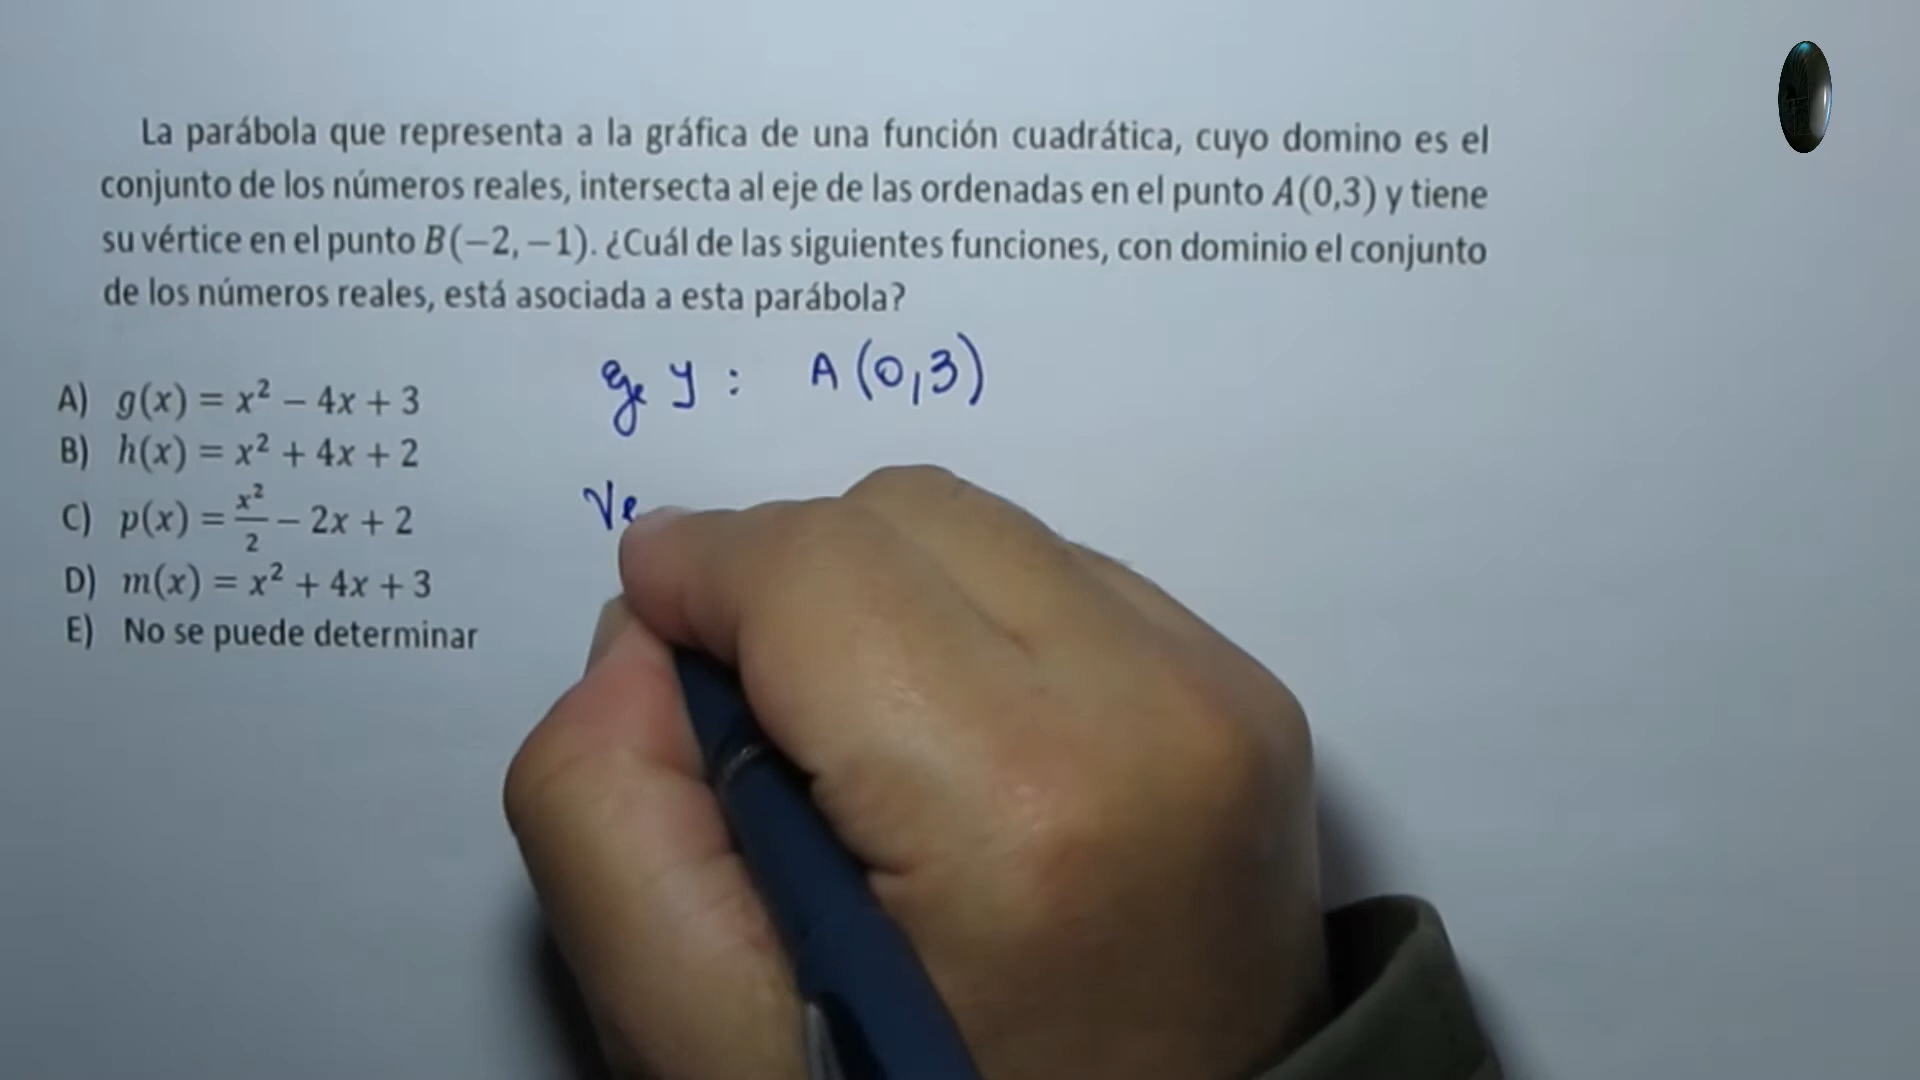 La parábola que representa a la gráfica de una función cuadrática, cuyo domino es el
conjunto de los números reales, intersecta al eje de las ordenadas en el punto A(0,3) y tiene
su vértice en el punto B(−2, −1). ¿Cuál de las siguientes funciones, con dominio el conjunto
de los números reales, está asociada a esta parábola?
eje y : A (0,3)
A) g(x) = x² − 4x + 3
B) h(x) = x² + 4x + 2
Ve
C) p(x) = x²/2 − 2x + 2
D) m(x) = x² + 4x + 3
E) No se puede determinar